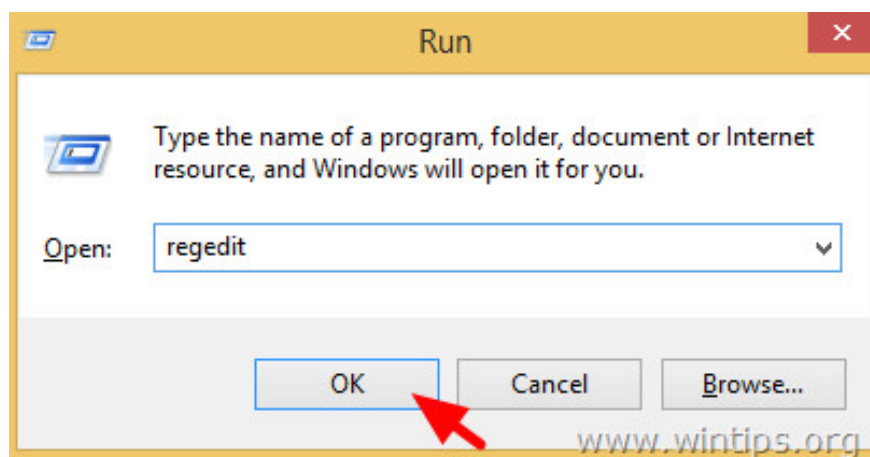 Run
Type the name of a program, folder, document or Internet
resource, and Windows will open it for you.
Open: regedit
OK Cancel Browse...
www.wintips.org